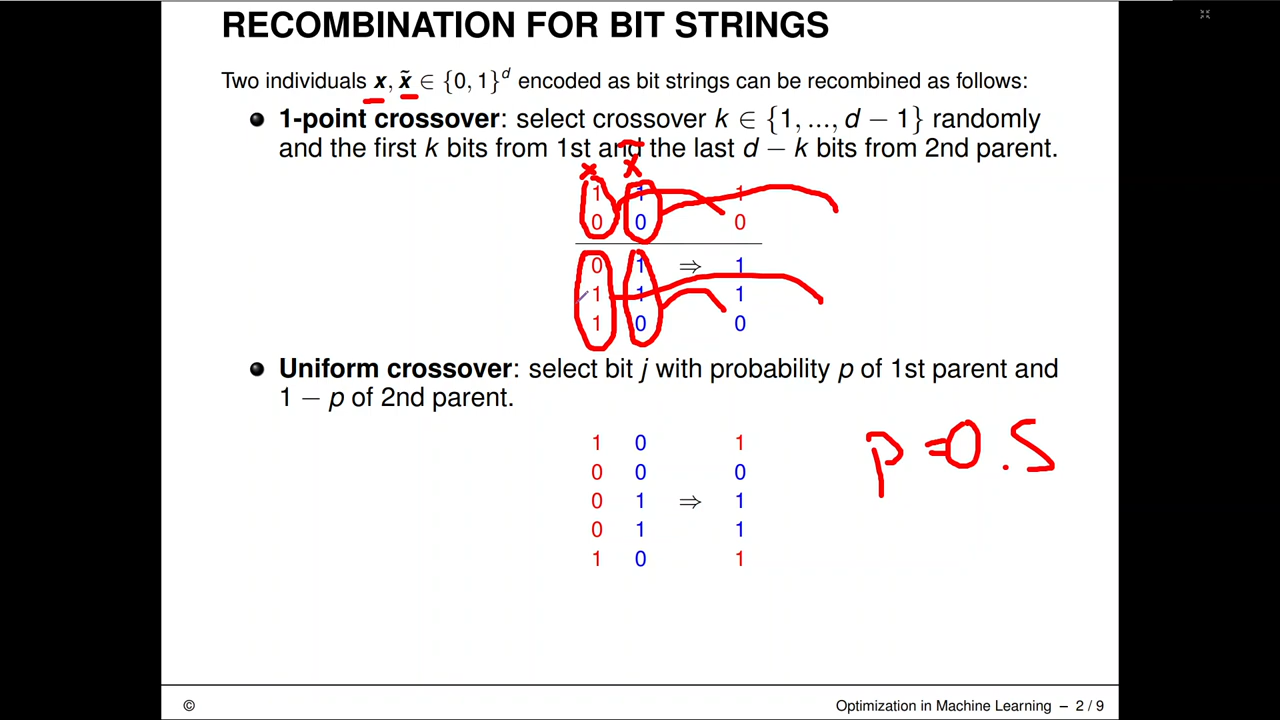 RECOMBINATION FOR BIT STRINGS
Two individuals x, x̃ ∈ {0, 1}^d encoded as bit strings can be recombined as follows:
1-point crossover: select crossover k ∈ {1, ..., d − 1} randomly
and the first k bits from 1st and the last d − k bits from 2nd parent.
x x̃
1 1 1
0 0 0
0 1 ⇒ 1
1 1 1
1 0 0
Uniform crossover: select bit j with probability p of 1st parent and
1 − p of 2nd parent.
p = 0.5
1 0 1
0 0 0
0 1 ⇒ 1
0 1 1
1 0 1
© Optimization in Machine Learning – 2 / 9